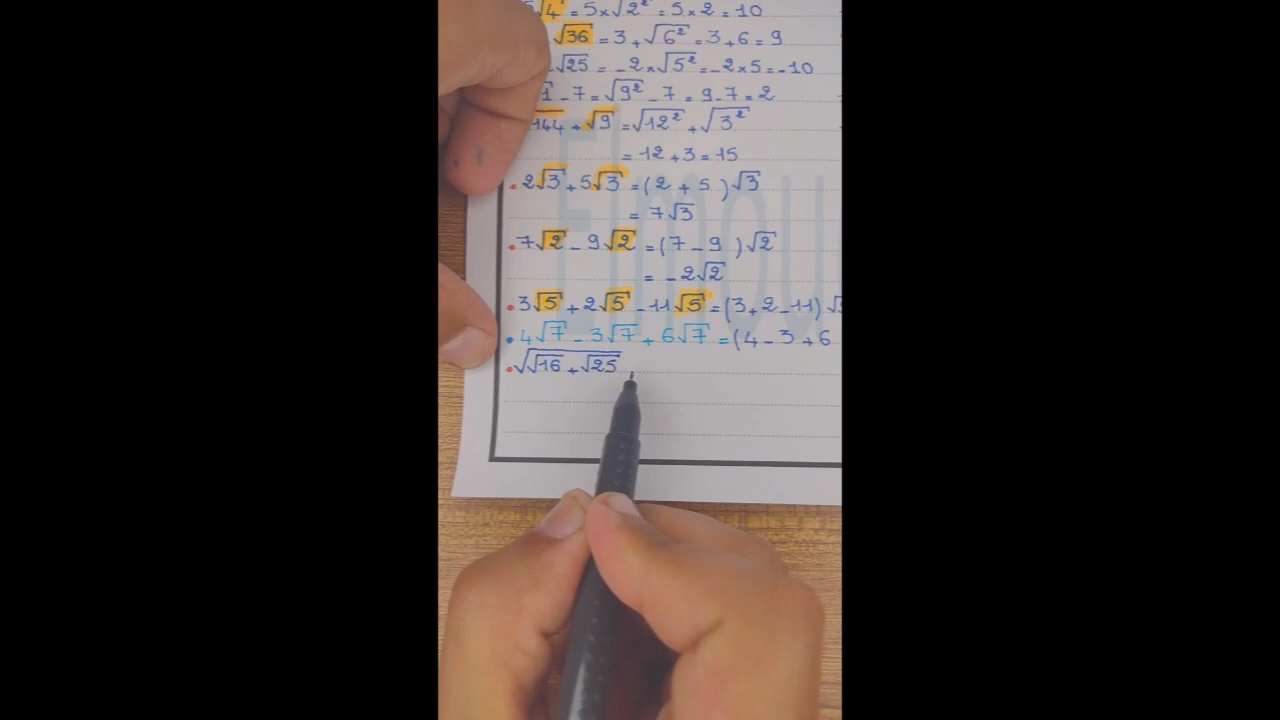 √4 = 5×√2² = 5×2 = 10
√36 = 3+√6² = 3+6 = 9
√25 = -2×√5² = -2×5 = -10
1 - 7 = √9² - 7 = 9-7 = 2
144 + √9 = √12² + √3²
= 12+3 = 15
. 2√3 + 5√3 = (2 + 5 )√3
= 7√3
. 7√2 - 9√2 = (7 - 9 )√2
= -2√2
. 3√5 + 2√5 - 11√5 = (3+2-11)√5
. 4√7 - 3√7 + 6√7 = (4-3+6
. √(√16 + √25)
Elmou